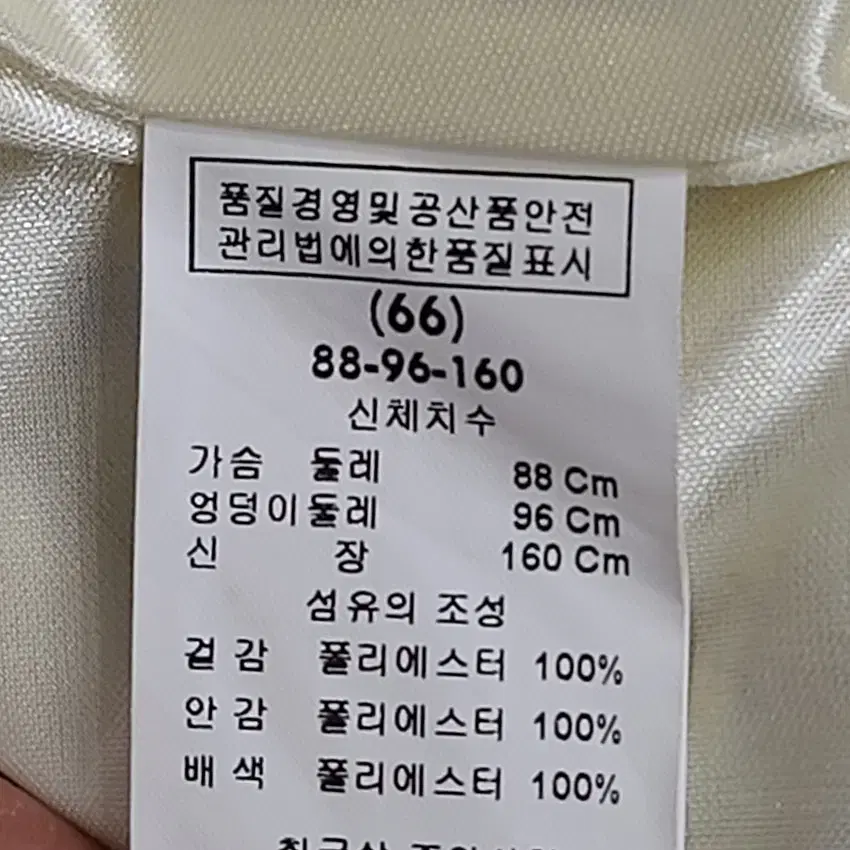 품질경영및공산품안전
관리법에의한품질표시
(66)
88-96-160
신체치수
가슴 둘레 88 Cm
엉덩이둘레 96 Cm
신 장 160 Cm
섬유의 조성
겉감 폴리에스터 100%
안감 폴리에스터 100%
배색 폴리에스터 100%